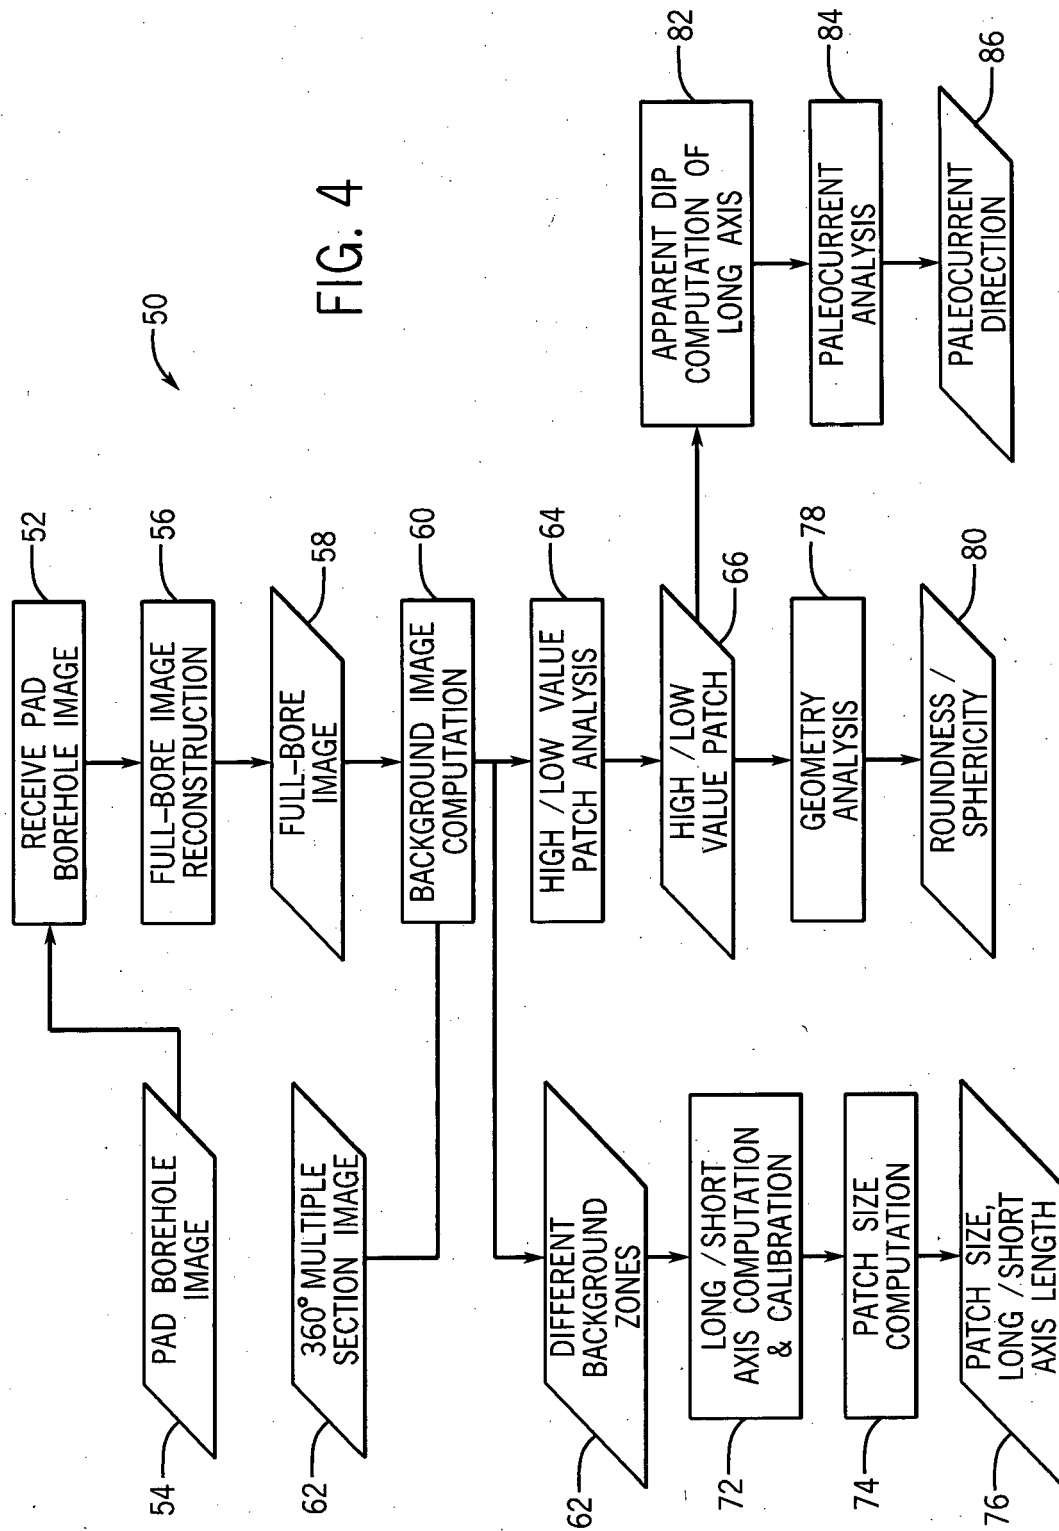 50
FIG. 4
54
PAD BOREHOLE
IMAGE
52
RECEIVE PAD
BOREHOLE IMAGE
56
FULL-BORE IMAGE
RECONSTRUCTION
58
FULL-BORE
IMAGE
62
360° MULTIPLE
SECTION IMAGE
60
BACKGROUND IMAGE
COMPUTATION
64
HIGH / LOW VALUE
PATCH ANALYSIS
62
DIFFERENT
BACKGROUND
ZONES
66
HIGH / LOW
VALUE PATCH
82
APPARENT DIP
COMPUTATION OF
LONG AXIS
72
LONG / SHORT
AXIS COMPUTATION
& CALIBRATION
78
GEOMETRY
ANALYSIS
84
PALEOCURRENT
ANALYSIS
74
PATCH SIZE
COMPUTATION
80
ROUNDNESS /
SPHERICITY
86
PALEOCURRENT
DIRECTION
76
PATCH SIZE,
LONG / SHORT
AXIS LENGTH